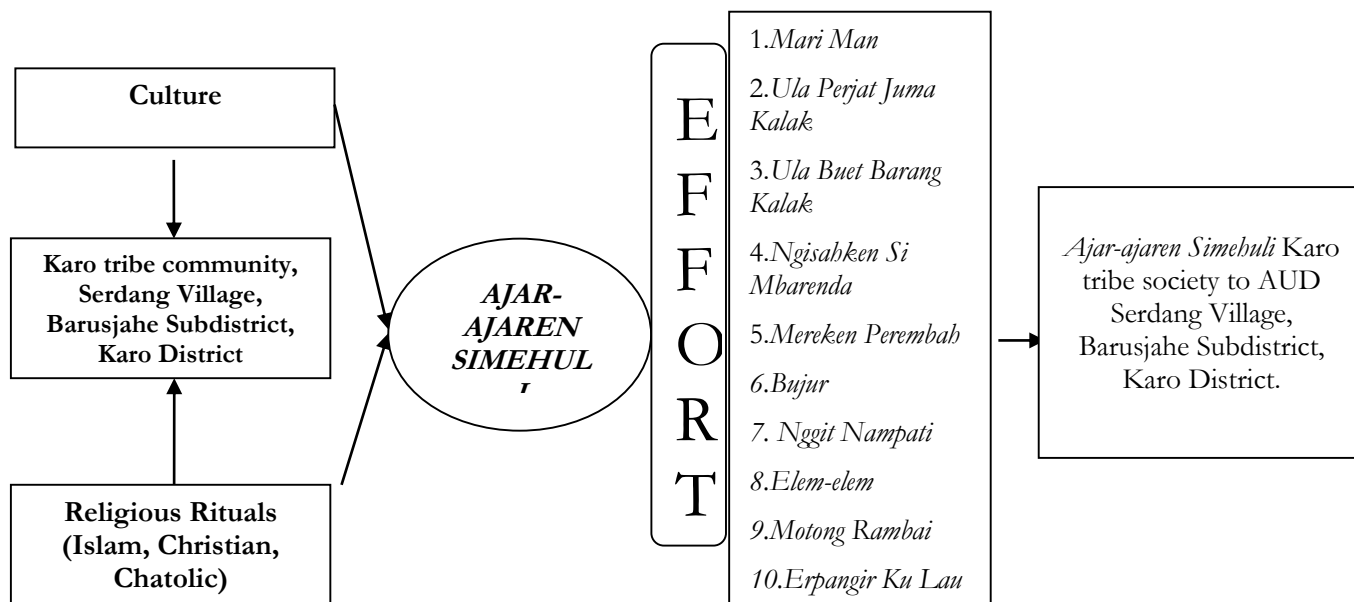 Culture
Karo tribe community,
Serdang Village,
Barusjahe Subdistrict,
Karo District
Religious Rituals
(Islam, Christian,
Chatolic)
AJAR-
AJAREN
SIMEHUL
I
E
F
F
O
R
T
1.Mari Man
2.Ula Perjat Juma
Kalak
3.Ula Buet Barang
Kalak
4.Ngisahken Si
Mbarenda
5.Mereken Perembah
6.Bujur
7. Nggit Nampati
8.Elem-elem
9.Motong Rambai
10.Erpangir Ku Lau
Ajar-ajaren Simehuli Karo
tribe society to AUD
Serdang Village,
Barusjahe Subdistrict,
Karo District.